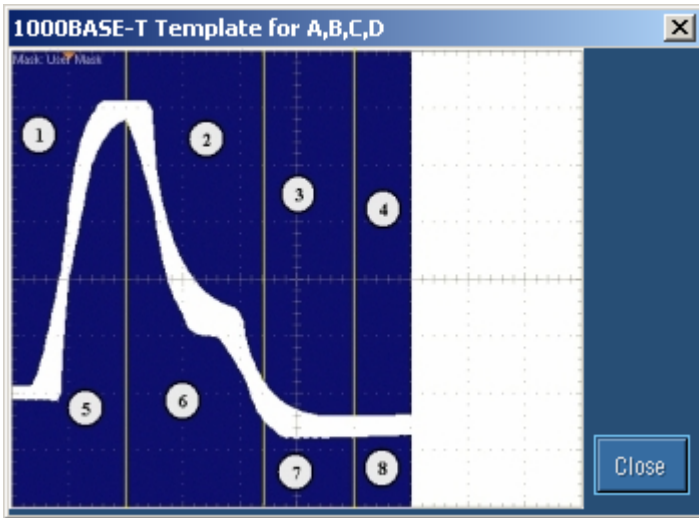 1000BASE-T Template for A,B,C,D
Mask: User Mask
1
2
3
4
5
6
7
8
Close